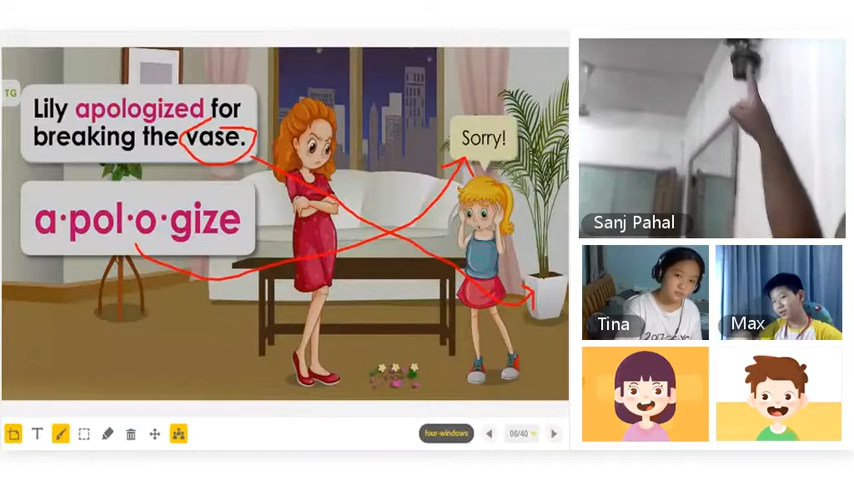 TG
Lily apologized for
breaking the vase.
a·pol·o·gize
Sorry!
Sanj Pahal
Tina
Max
T
four-windows
06/40